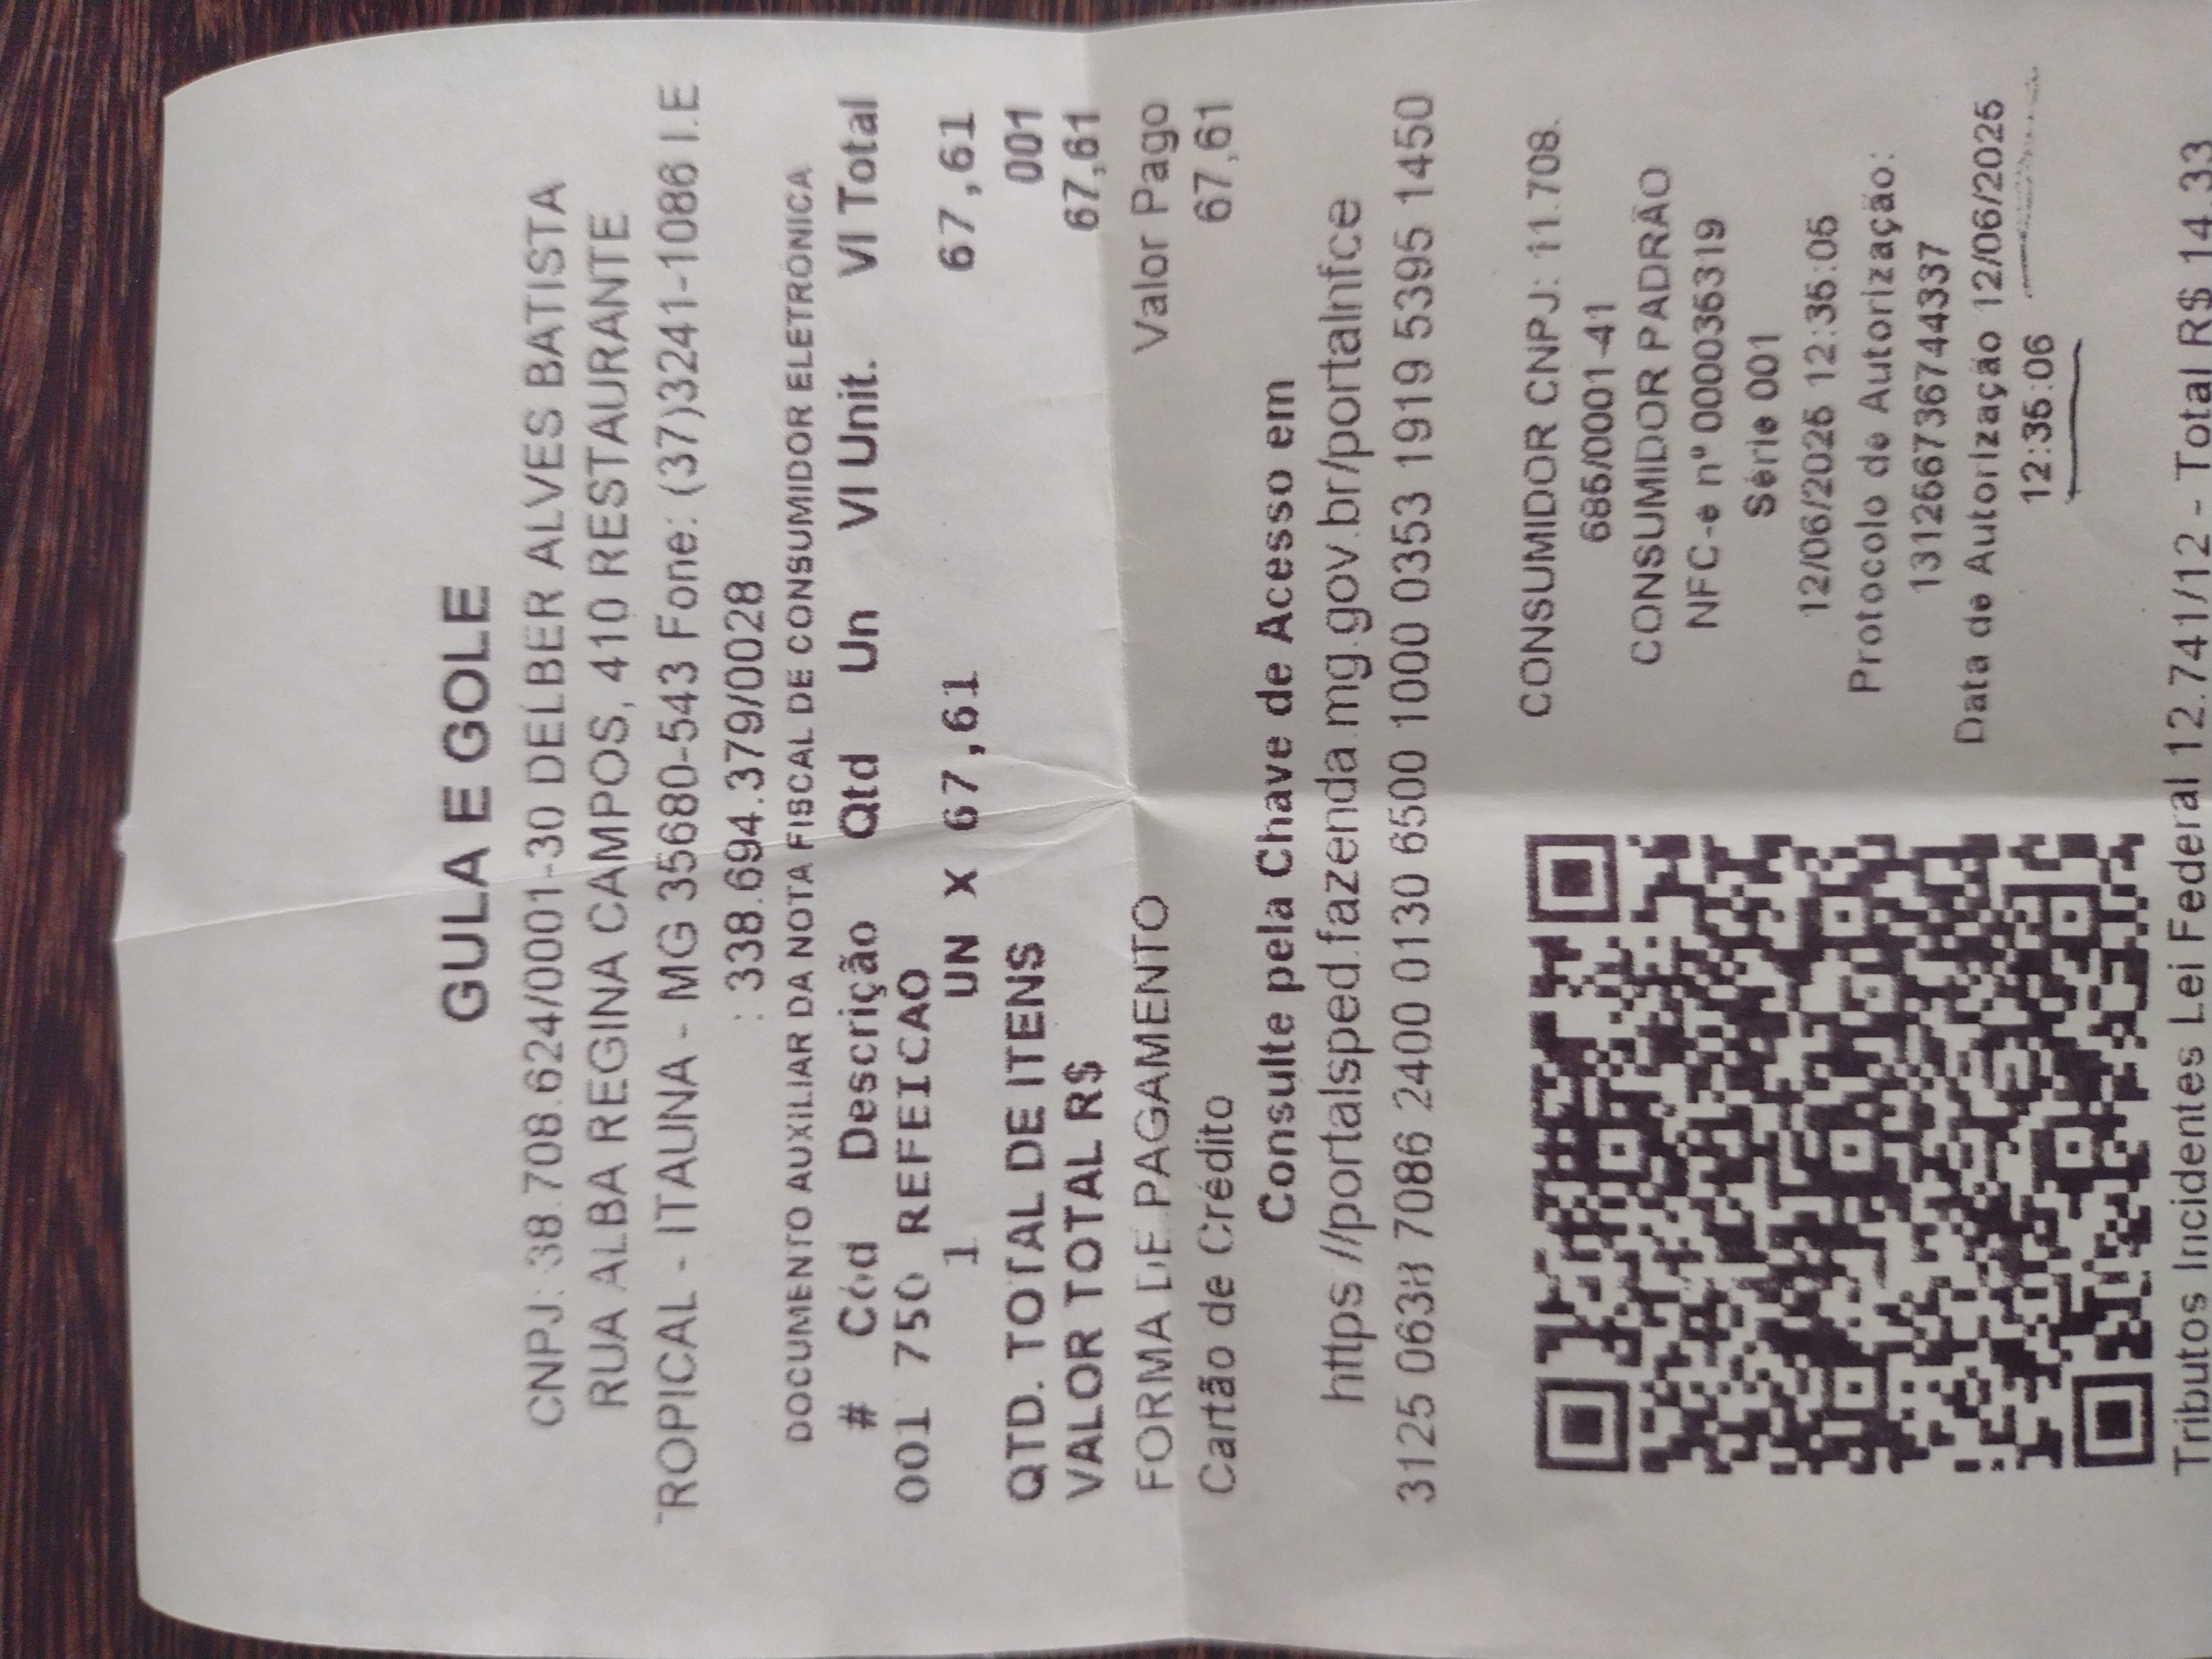 GULA E GOLE
CNPJ: 38.708.624/0001-30 DELBER ALVES BATISTA
RUA ALBA REGINA CAMPOS, 410 RESTAURANTE
TROPICAL - ITAUNA - MG 35680-543 Fone: (37)3241-1086 I.E
: 338.694.379/0028
DOCUMENTO AUXILIAR DA NOTA FISCAL DE CONSUMIDOR ELETRÔNICA
# Cód Descrição Qtd Un Vl Unit. Vl Total
001 750 REFEICAO
1 UN X 67,61 67,61
QTD. TOTAL DE ITENS 001
VALOR TOTAL R$ 67,61
FORMA DE PAGAMENTO Valor Pago
Cartão de Crédito 67,61
Consulte pela Chave de Acesso em
https://portalsped.fazenda.mg.gov.br/portalnfce
3125 0638 7086 2400 0130 6500 1000 0353 1919 5395 1450
CONSUMIDOR CNPJ: 11.708.
685/0001-41
CONSUMIDOR PADRÃO
NFC-e nº 000035319
Série 001
12/06/2025 12:35:05
Protocolo de Autorização:
1312566736744337
Data de Autorização 12/06/2025
12:35:06
Tributos Incidentes Lei Federal 12.741/12 - Total R$ 14,33